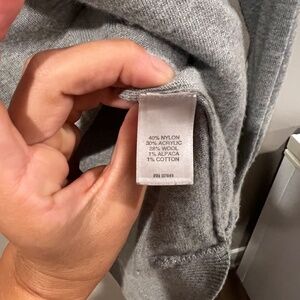 40% NYLON
30% ACRYLIC
28% WOOL
1% ALPACA
1% COTTON